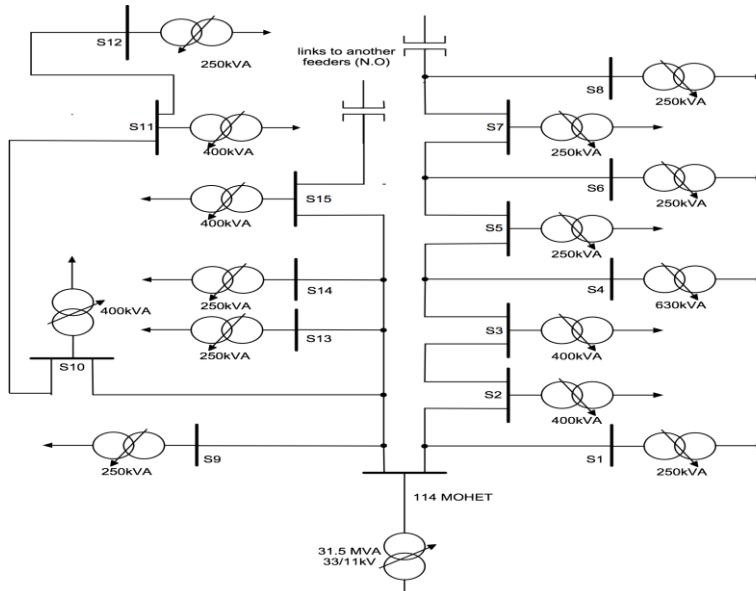 S12
250kVA
links to another
feeders (N.O)
S8
250kVA
S11
400kVA
S7
250kVA
S15
400kVA
S6
250kVA
S5
250kVA
S14
250kVA
S4
630kVA
400kVA
S10
S13
250kVA
S3
400kVA
S2
400kVA
S9
250kVA
S1
250kVA
114 MOHET
31.5 MVA
33/11kV